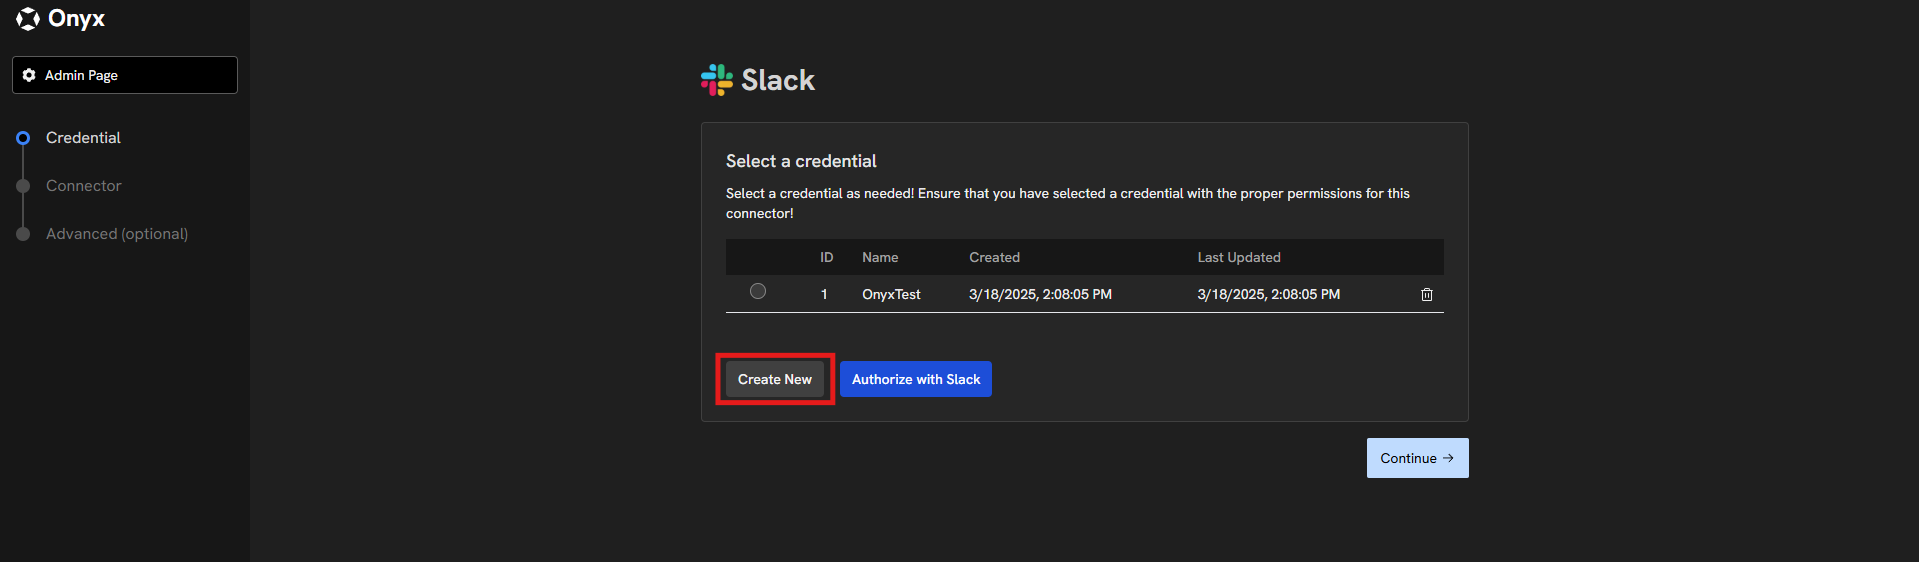 Onyx
Admin Page
Credential
Connector
Advanced (optional)
Slack
Select a credential
Select a credential as needed! Ensure that you have selected a credential with the proper permissions for this
connector!
ID Name Created Last Updated
1 OnyxTest 3/18/2025, 2:08:05 PM 3/18/2025, 2:08:05 PM
Create New Authorize with Slack
Continue →